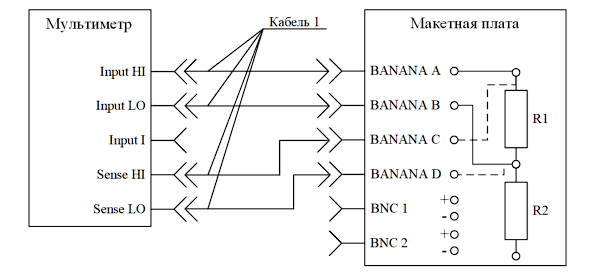 Мультиметр
Кабель 1
Макетная плата
Input HI
BANANA A
Input LO
BANANA B
R1
Input I
BANANA C
Sense HI
BANANA D
Sense LO
BNC 1
+
-
R2
BNC 2
+
-